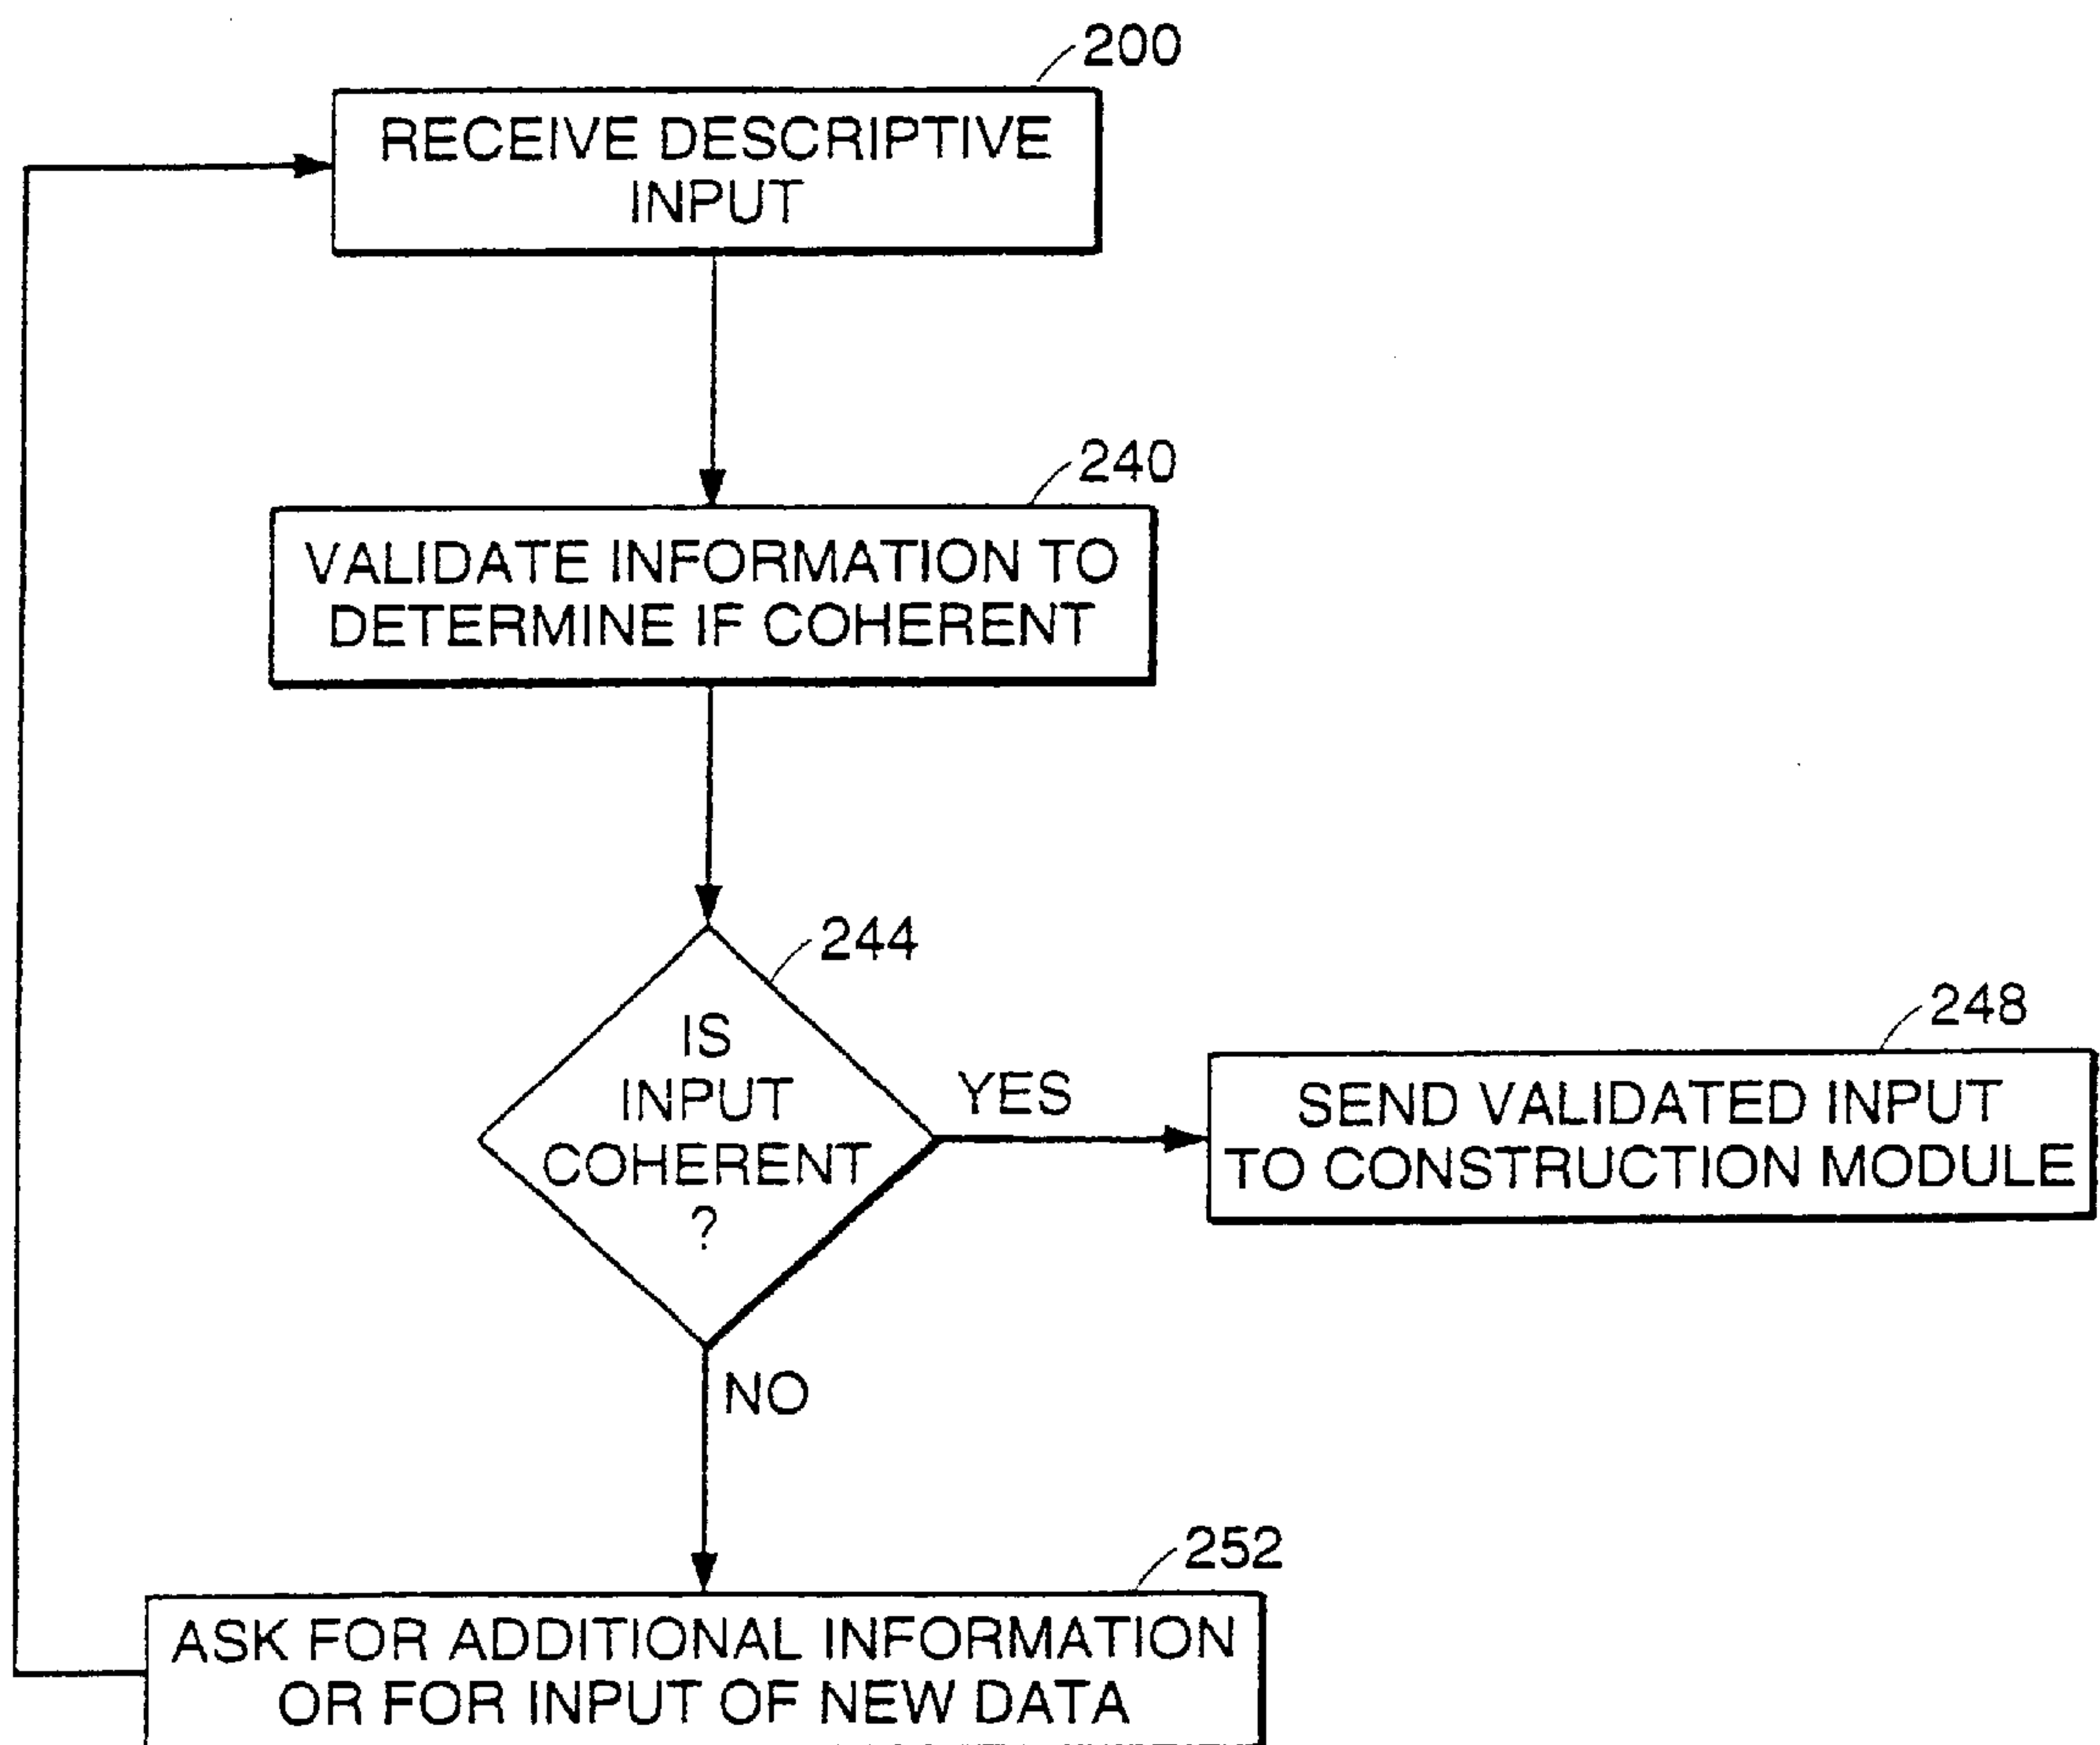 200
RECEIVE DESCRIPTIVE
INPUT
240
VALIDATE INFORMATION TO
DETERMINE IF COHERENT
244
IS
INPUT
COHERENT
?
YES
248
SEND VALIDATED INPUT
TO CONSTRUCTION MODULE
NO
252
ASK FOR ADDITIONAL INFORMATION
OR FOR INPUT OF NEW DATA